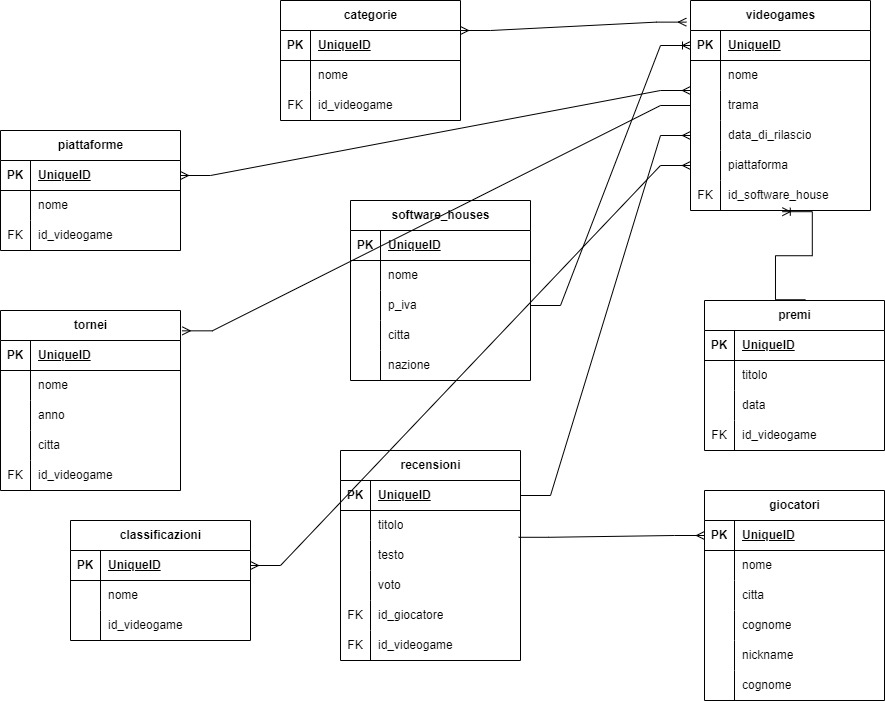 categorie
PK UniqueID
nome
FK id_videogame
videogames
PK UniqueID
nome
trama
data_di_rilascio
piattaforma
FK id_software_house
piattaforme
PK UniqueID
nome
FK id_videogame
software_houses
PK UniqueID
nome
p_iva
citta
nazione
tornei
PK UniqueID
nome
anno
citta
FK id_videogame
premi
PK UniqueID
titolo
data
FK id_videogame
recensioni
PK UniqueID
titolo
testo
voto
FK id_giocatore
FK id_videogame
classificazioni
PK UniqueID
nome
id_videogame
giocatori
PK UniqueID
nome
citta
cognome
nickname
cognome